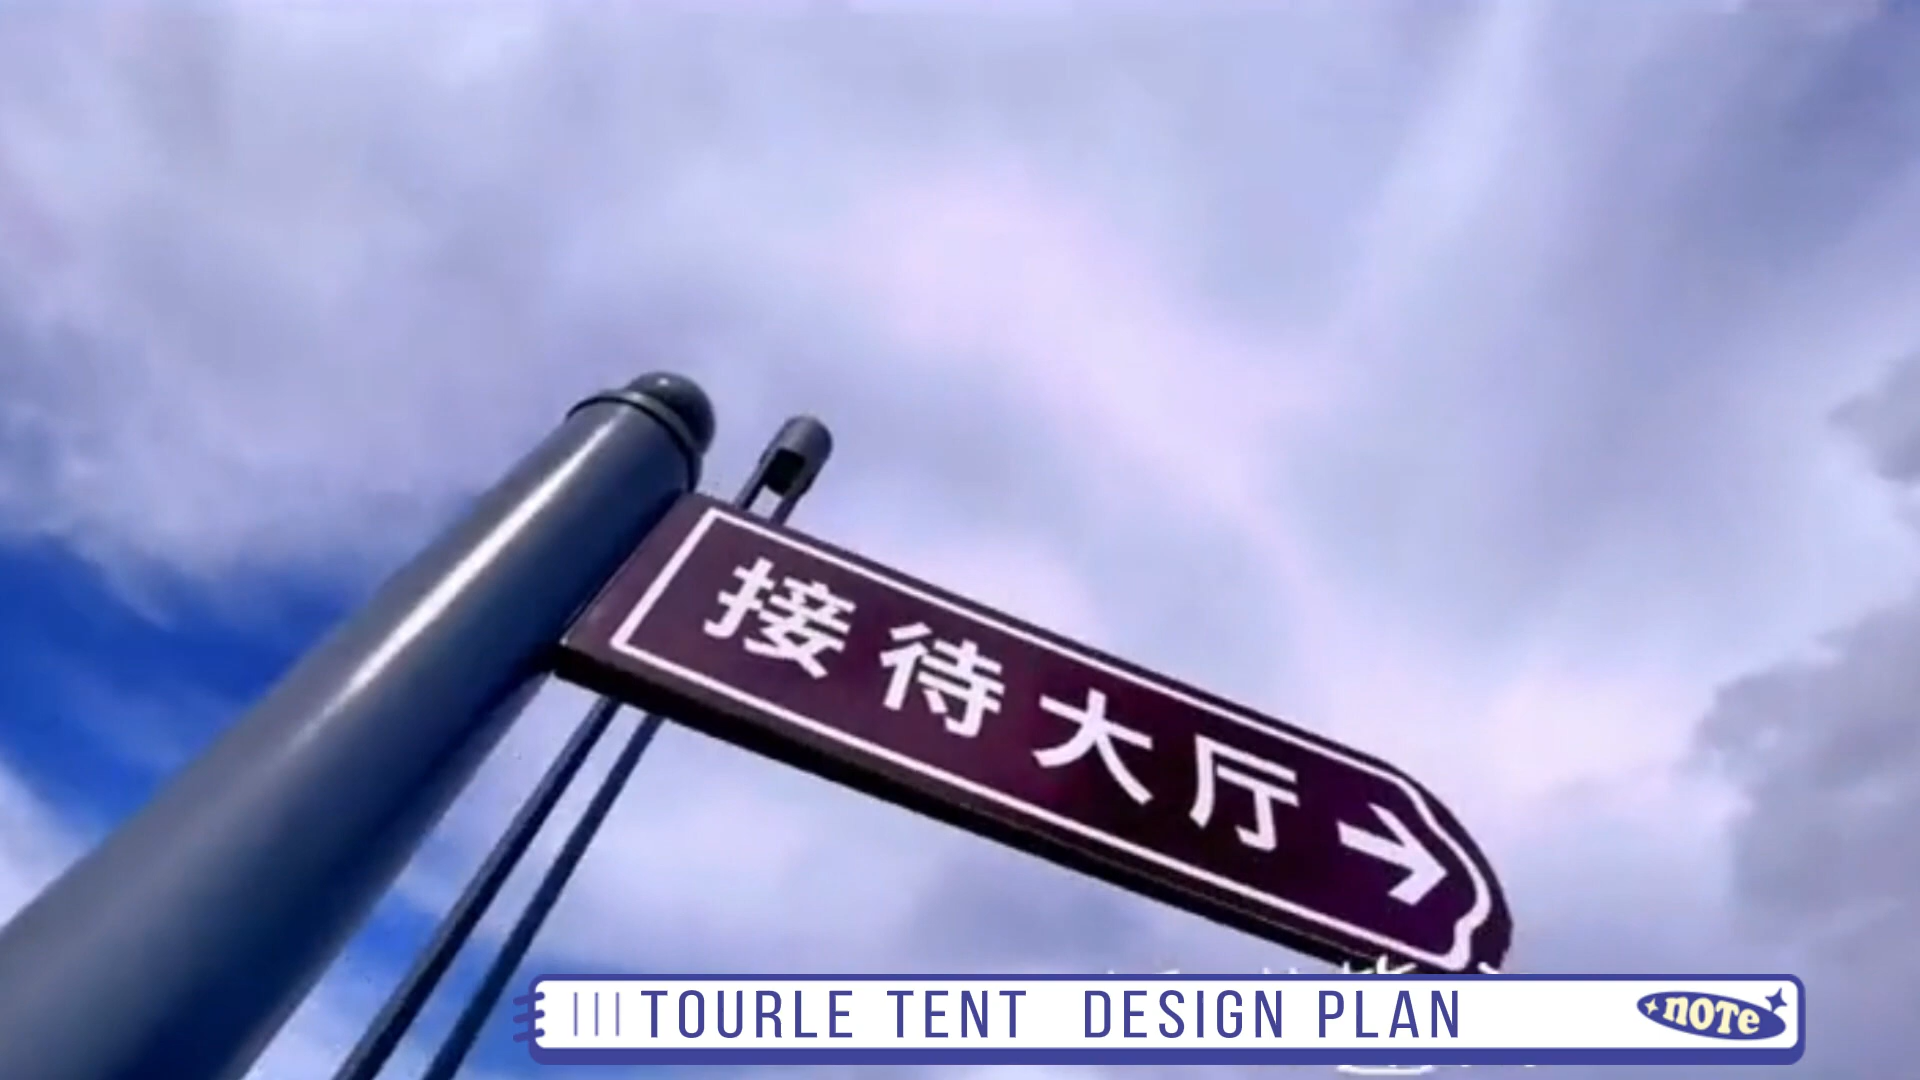 接待大厅
TOURLE TENT DESIGN PLAN
NOTe